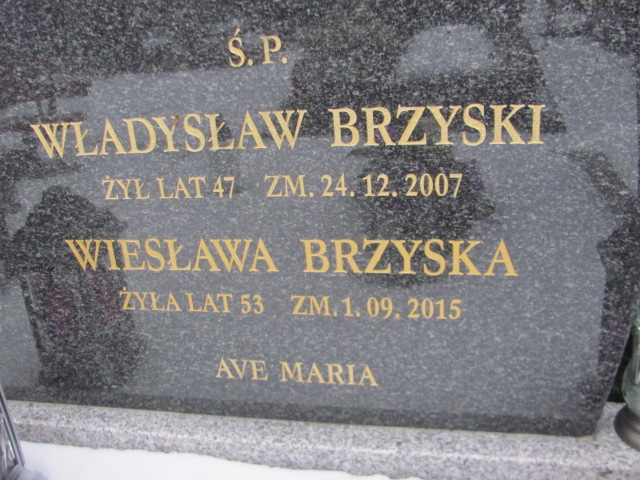 Ś. P.
WŁADYSŁAW BRZYSKI
ŻYŁ LAT 47 ZM. 24. 12. 2007
WIESŁAWA BRZYSKA
ŻYŁA LAT 53 ZM. 1. 09. 2015
AVE MARIA